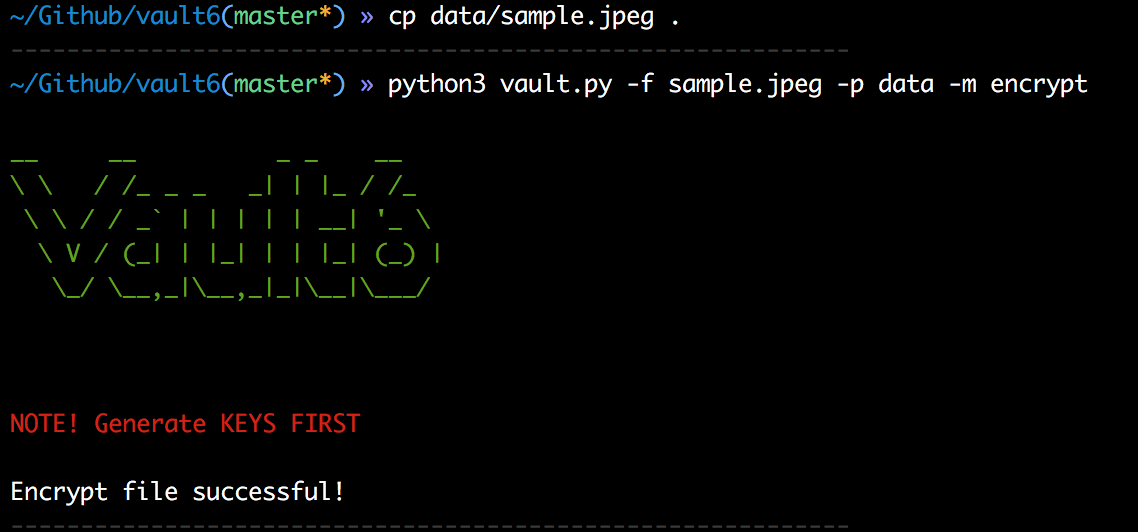 ~/Github/vault6(master*) » cp data/sample.jpeg .
------------------------------------------------------------
~/Github/vault6(master*) » python3 vault.py -f sample.jpeg -p data -m encrypt
__     __          _ _    __
\ \   / /_ _ _   _| | |_ / /_
 \ \ / / _` | | | | | __| '_ \
  \ V / (_| | |_| | | |_| (_) |
   \_/ \__,_|\__,_|_|\__|\___/
NOTE! Generate KEYS FIRST
Encrypt file successful!
------------------------------------------------------------